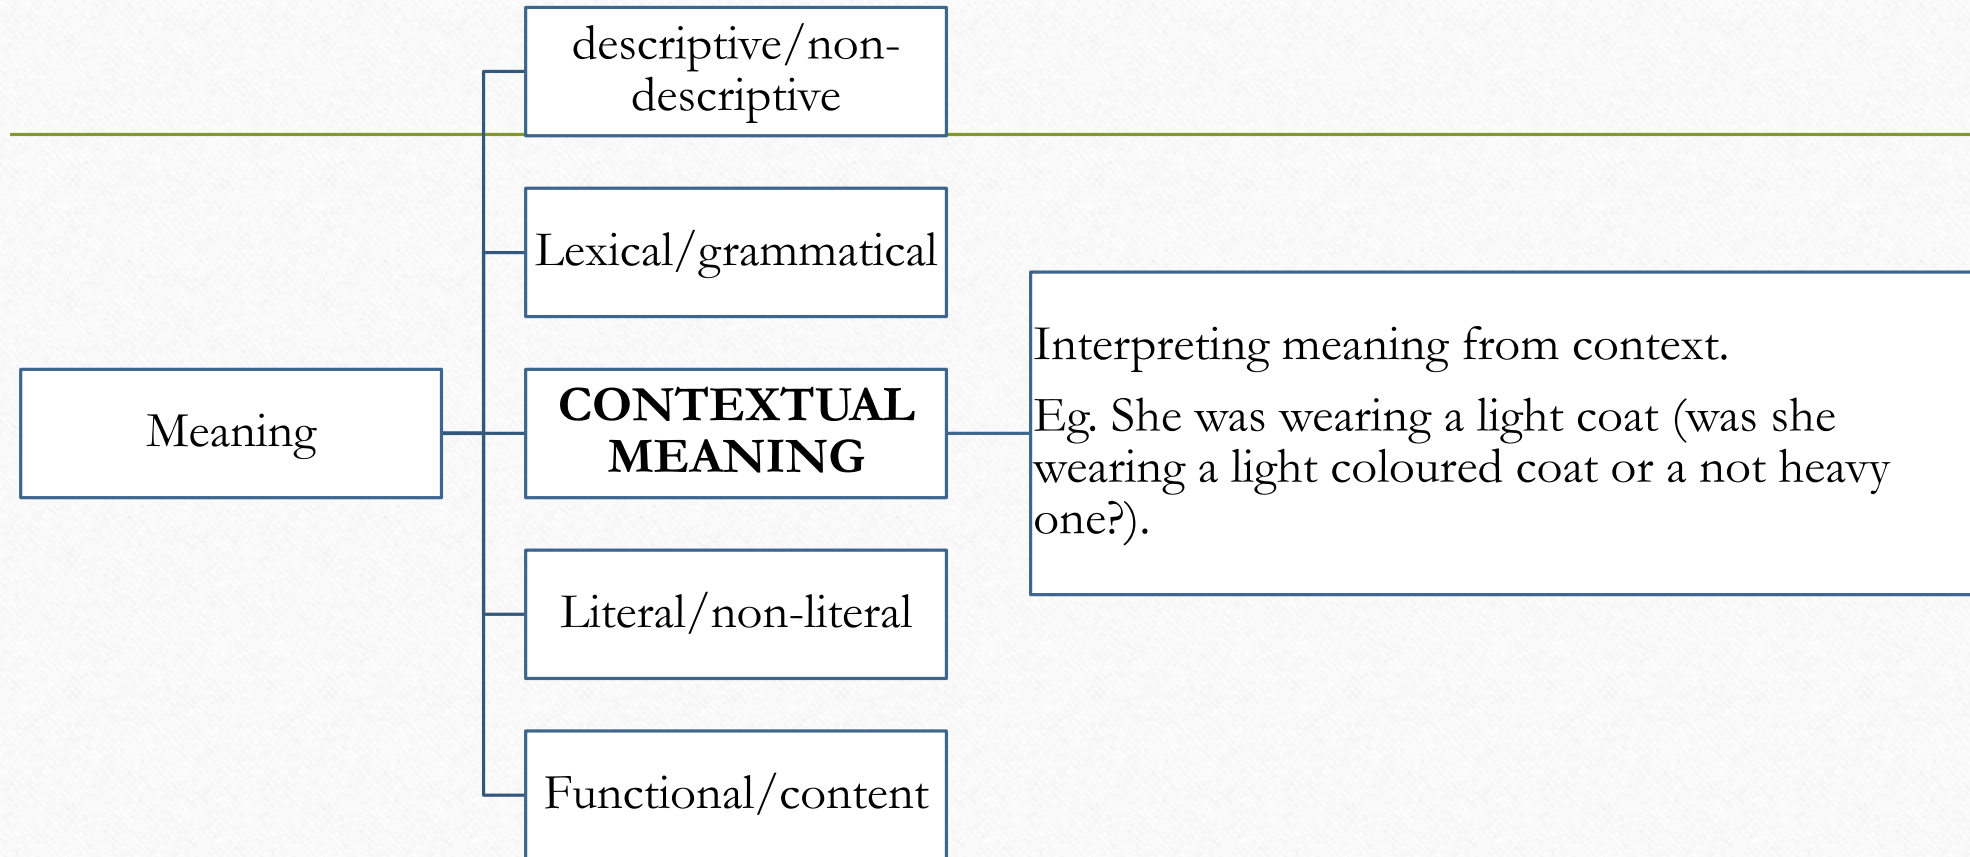 descriptive/non-
descriptive
Lexical/grammatical
Meaning
CONTEXTUAL
MEANING
Interpreting meaning from context.
Eg. She was wearing a light coat (was she
wearing a light coloured coat or a not heavy
one?).
Literal/non-literal
Functional/content